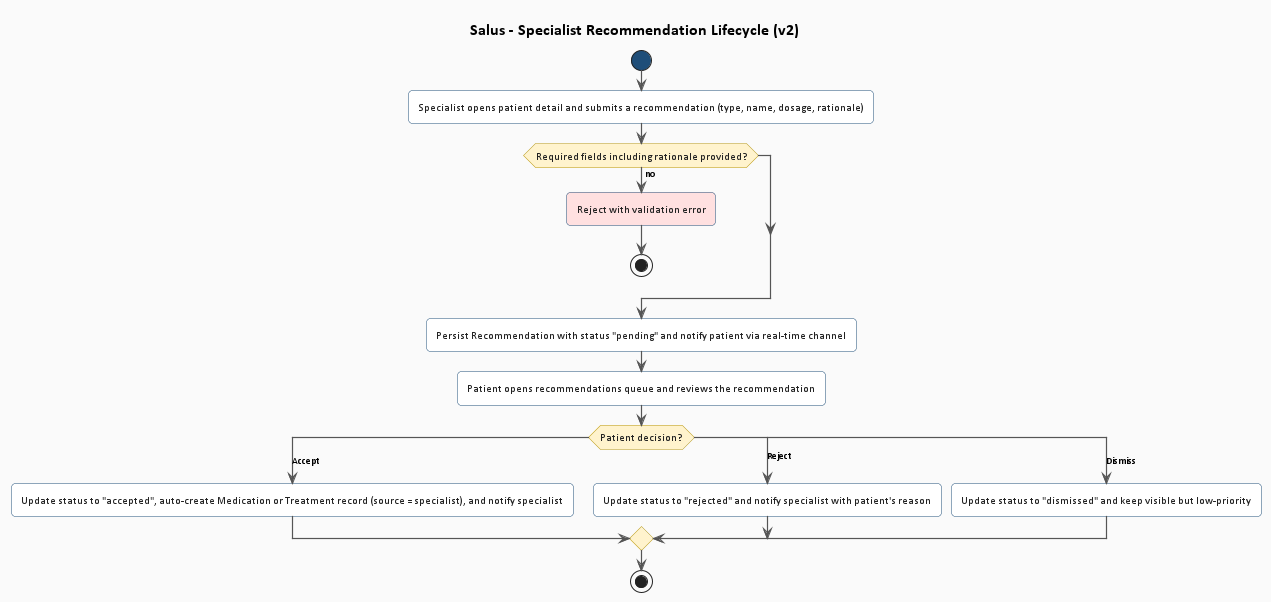 Salus - Specialist Recommendation Lifecycle (v2)
Specialist opens patient detail and submits a recommendation (type, name, dosage, rationale)
Required fields including rationale provided?
no
Reject with validation error
Persist Recommendation with status "pending" and notify patient via real-time channel
Patient opens recommendations queue and reviews the recommendation
Patient decision?
Accept
Reject
Dismiss
Update status to "accepted", auto-create Medication or Treatment record (source = specialist), and notify specialist
Update status to "rejected" and notify specialist with patient's reason
Update status to "dismissed" and keep visible but low-priority